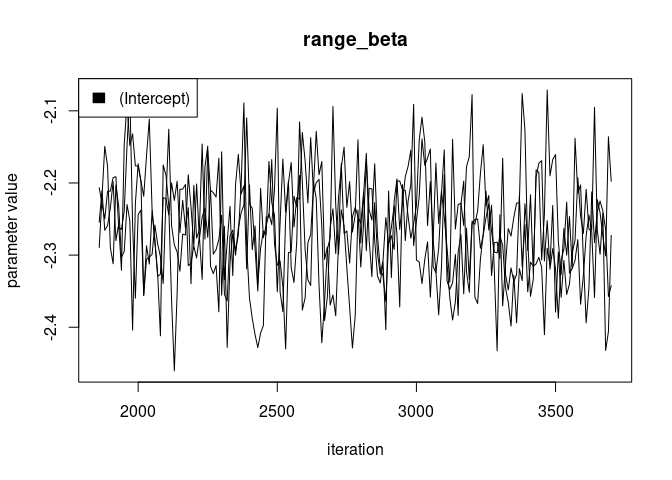 range_beta
(Intercept)
parameter value
-2.1
-2.2
-2.3
-2.4
2000 2500 3000 3500
iteration